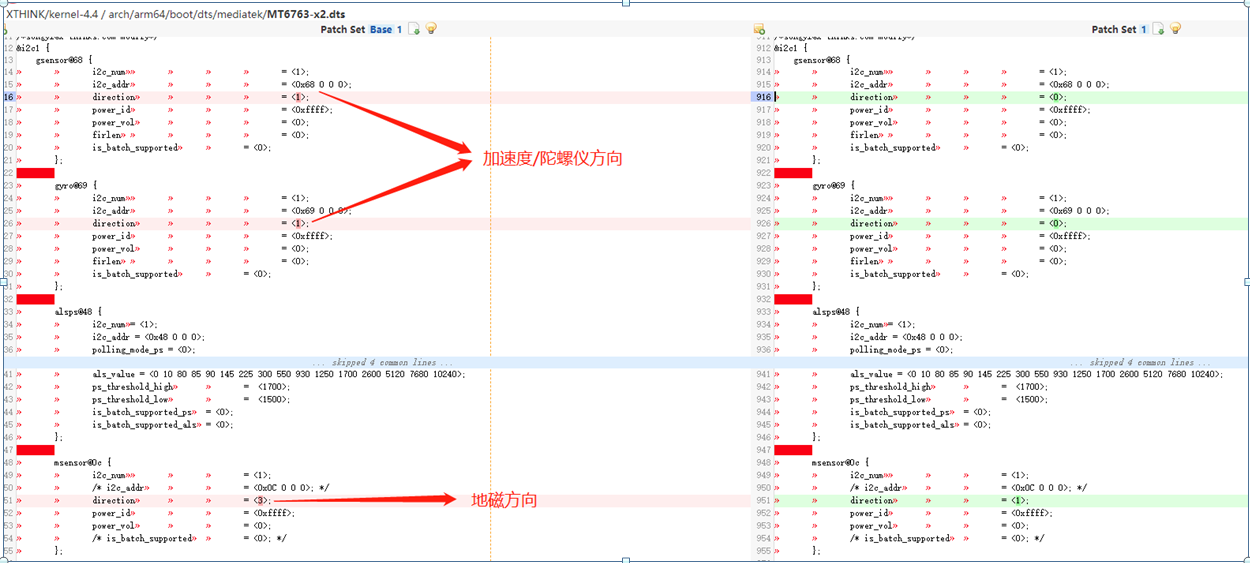 XTHINK/kernel-4.4 / arch/arm64/boot/dts/mediatek/MT6763-x2.dts
Patch Set Base 1
12 &i2c1
13 gsensor@68 {
14 » » i2c_num»» » » » = <1>;
15 » » i2c_addr» » » » = <0x68 0 0 0>;
16 » » direction» » » » = <1>;
17 » » power_id» » » » = <0xffff>;
18 » » power_vol» » » » = <0>;
19 » » firlen» » » » = <0>;
20 » » is_batch_supported» » = <0>;
21 » };
22
23 » gyro@69 {
24 » » i2c_num»» » » » = <1>;
25 » » i2c_addr» » » » = <0x69 0 0 0>;
26 » » direction» » » » = <1>;
27 » » power_id» » » » = <0xffff>;
28 » » power_vol» » » » = <0>;
29 » » firlen» » » » = <0>;
30 » » is_batch_supported» » = <0>;
31 » };
32
33 » alsps@48 {
34 » » i2c_num»= <1>;
35 » » i2c_addr = <0x48 0 0 0>;
36 » » polling_mode_ps = <0>;
... skipped 4 common lines ...
41 » » als_value = <0 10 80 85 90 145 225 300 550 930 1250 1700 2600 5120 7680 10240>;
42 » » ps_threshold_high» » = <1700>;
43 » » ps_threshold_low» » = <1500>;
44 » » is_batch_supported_ps» = <0>;
45 » » is_batch_supported_als» = <0>;
46 » };
47
48 » msensor@0c {
49 » » i2c_num»» » » = <1>;
50 » » /* i2c_addr» » » = <0x0C 0 0 0>; */
51 » » direction» » » = <3>;
52 » » power_id» » » = <0xffff>;
53 » » power_vol» » » = <0>;
54 » » /* is_batch_supported» » = <0>; */
55 » };
加速度/陀螺仪方向
地磁方向
Patch Set 1
912 &i2c1
913 gsensor@68 {
914 » » i2c_num»» » » » = <1>;
915 » » i2c_addr» » » » = <0x68 0 0 0>;
916 » » direction» » » » = <0>;
917 » » power_id» » » » = <0xffff>;
918 » » power_vol» » » » = <0>;
919 » » firlen» » » » = <0>;
920 » » is_batch_supported» » = <0>;
921 » };
922
923 » gyro@69 {
924 » » i2c_num»» » » » = <1>;
925 » » i2c_addr» » » » = <0x69 0 0 0>;
926 » » direction» » » » = <0>;
927 » » power_id» » » » = <0xffff>;
928 » » power_vol» » » » = <0>;
929 » » firlen» » » » = <0>;
930 » » is_batch_supported» » = <0>;
931 » };
932
933 » alsps@48 {
934 » » i2c_num»= <1>;
935 » » i2c_addr = <0x48 0 0 0>;
936 » » polling_mode_ps = <0>;
... skipped 4 common lines ...
941 » » als_value = <0 10 80 85 90 145 225 300 550 930 1250 1700 2600 5120 7680 10240>;
942 » » ps_threshold_high» » = <1700>;
943 » » ps_threshold_low» » = <1500>;
944 » » is_batch_supported_ps» = <0>;
945 » » is_batch_supported_als» = <0>;
946 » };
947
948 » msensor@0c {
949 » » i2c_num»» » » = <1>;
950 » » /* i2c_addr» » » = <0x0C 0 0 0>; */
951 » » direction» » » = <1>;
952 » » power_id» » » = <0xffff>;
953 » » power_vol» » » = <0>;
954 » » /* is_batch_supported» » = <0>; */
955 » };